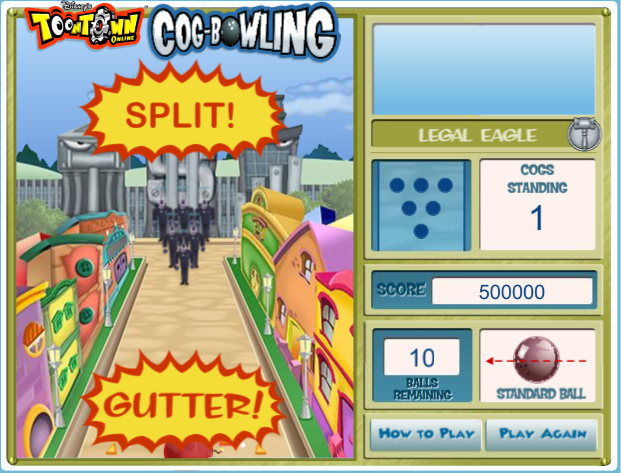 Disney's
TOONTOWN
ONLINE
COG-BOWLING
SPLIT!
GUTTER!
LEGAL EAGLE
COGS
STANDING
1
SCORE
500000
10
BALLS
REMAINING
STANDARD BALL
HOW TO PLAY
PLAY AGAIN